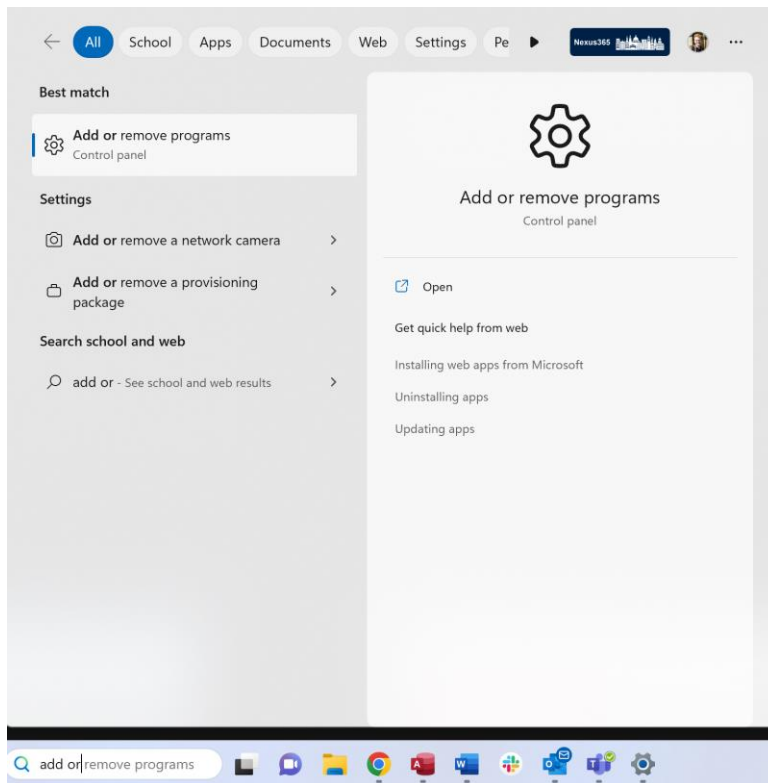 All School Apps Documents Web Settings Pe Nexus365
Best match
Add or remove programs
Control panel
Settings
Add or remove a network camera
Add or remove a provisioning
package
Search school and web
add or - See school and web results
Add or remove programs
Control panel
Open
Get quick help from web
Installing web apps from Microsoft
Uninstalling apps
Updating apps
add or remove programs